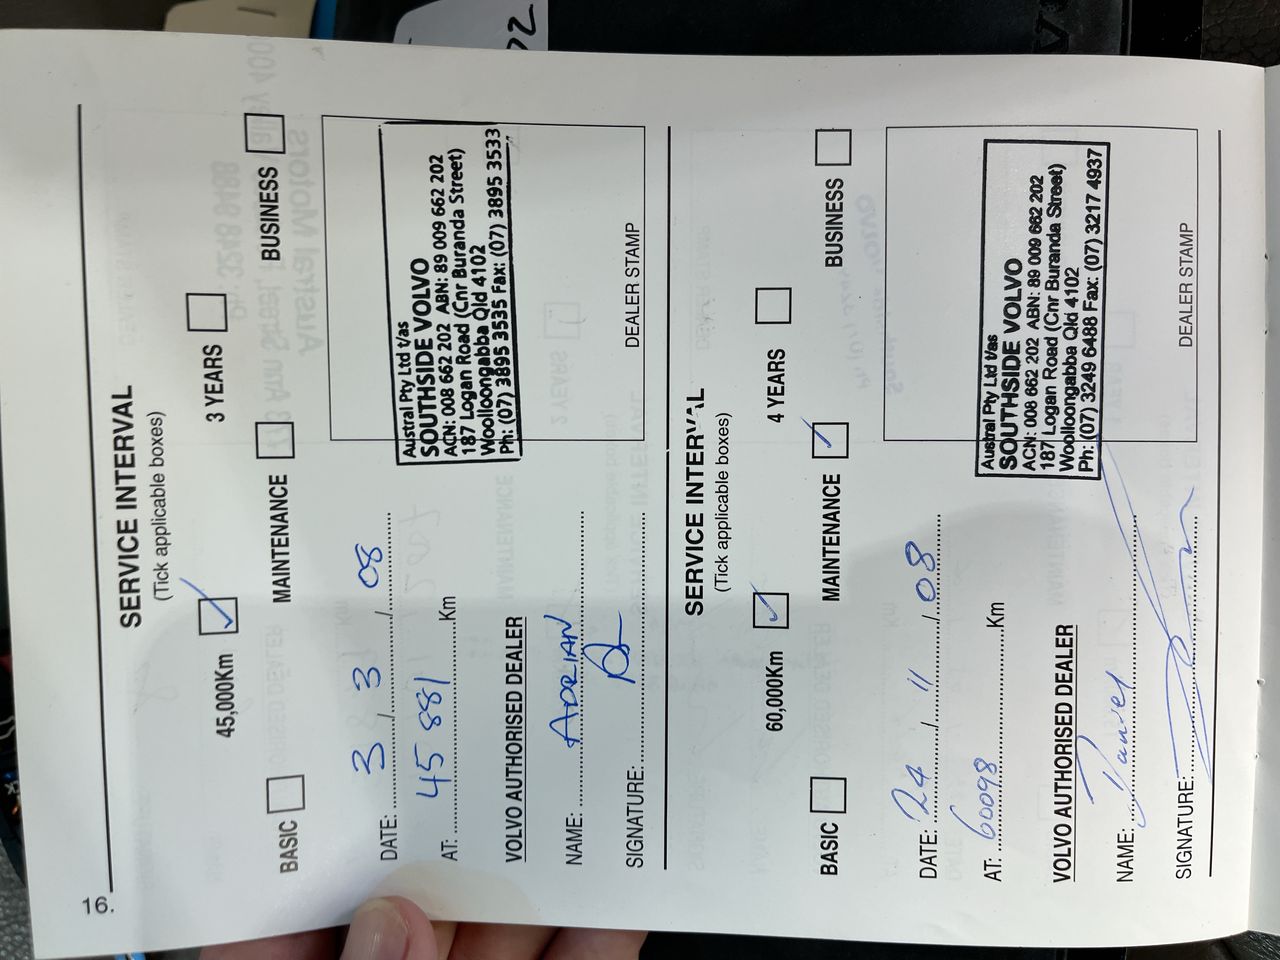 16.
SERVICE INTERVAL
(Tick applicable boxes)
45,000Km 3 YEARS
BASIC MAINTENANCE BUSINESS
DATE: 3 / 3 / 08
AT: 45 881 Km
VOLVO AUTHORISED DEALER
NAME: ADRIAN
SIGNATURE:
Austral Pty Ltd t/as
SOUTHSIDE VOLVO
ACN: 008 662 202 ABN: 89 009 662 202
187 Logan Road (Cnr Buranda Street)
Woolloongabba Qld 4102
Ph: (07) 3895 3535 Fax: (07) 3895 3533
DEALER STAMP
SERVICE INTERVAL
(Tick applicable boxes)
60,000Km 4 YEARS
BASIC MAINTENANCE BUSINESS
DATE: 24 / 11 / 08
AT: 60098 Km
VOLVO AUTHORISED DEALER
NAME:
SIGNATURE:
Austral Pty Ltd t/as
SOUTHSIDE VOLVO
ACN: 008 662 202 ABN: 89 009 662 202
187 Logan Road (Cnr Buranda Street)
Woolloongabba Qld 4102
Ph: (07) 3249 6488 Fax: (07) 3217 4937
DEALER STAMP